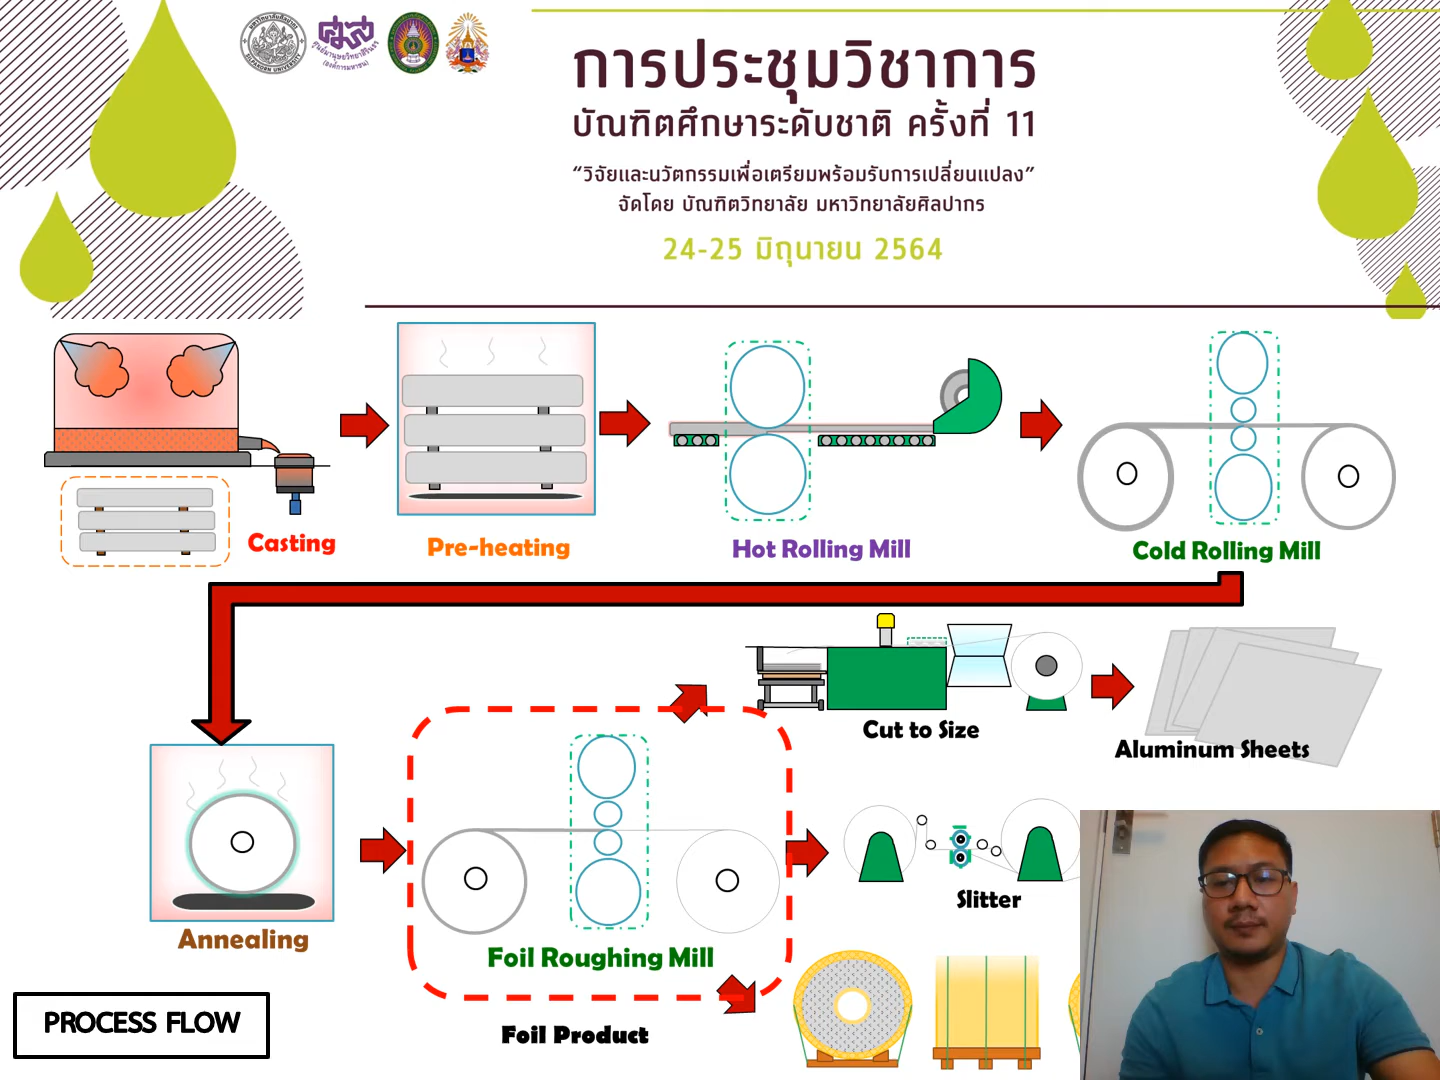 การประชุมวิชาการ
บัณฑิตศึกษาระดับชาติ ครั้งที่ 11
“วิจัยและนวัตกรรมเพื่อเตรียมพร้อมรับการเปลี่ยนแปลง”
จัดโดย บัณฑิตวิทยาลัย มหาวิทยาลัยศิลปากร
24-25 มิถุนายน 2564
Casting
Pre-heating
Hot Rolling Mill
Cold Rolling Mill
Cut to Size
Aluminum Sheets
Annealing
Foil Roughing Mill
Slitter
Foil Product
PROCESS FLOW